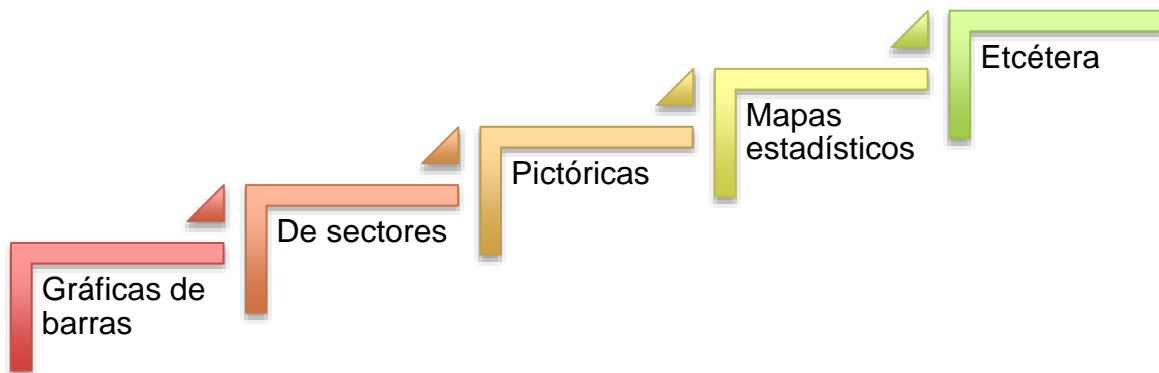 Gráficas de
barras
De sectores
Pictóricas
Mapas
estadísticos
Etcétera